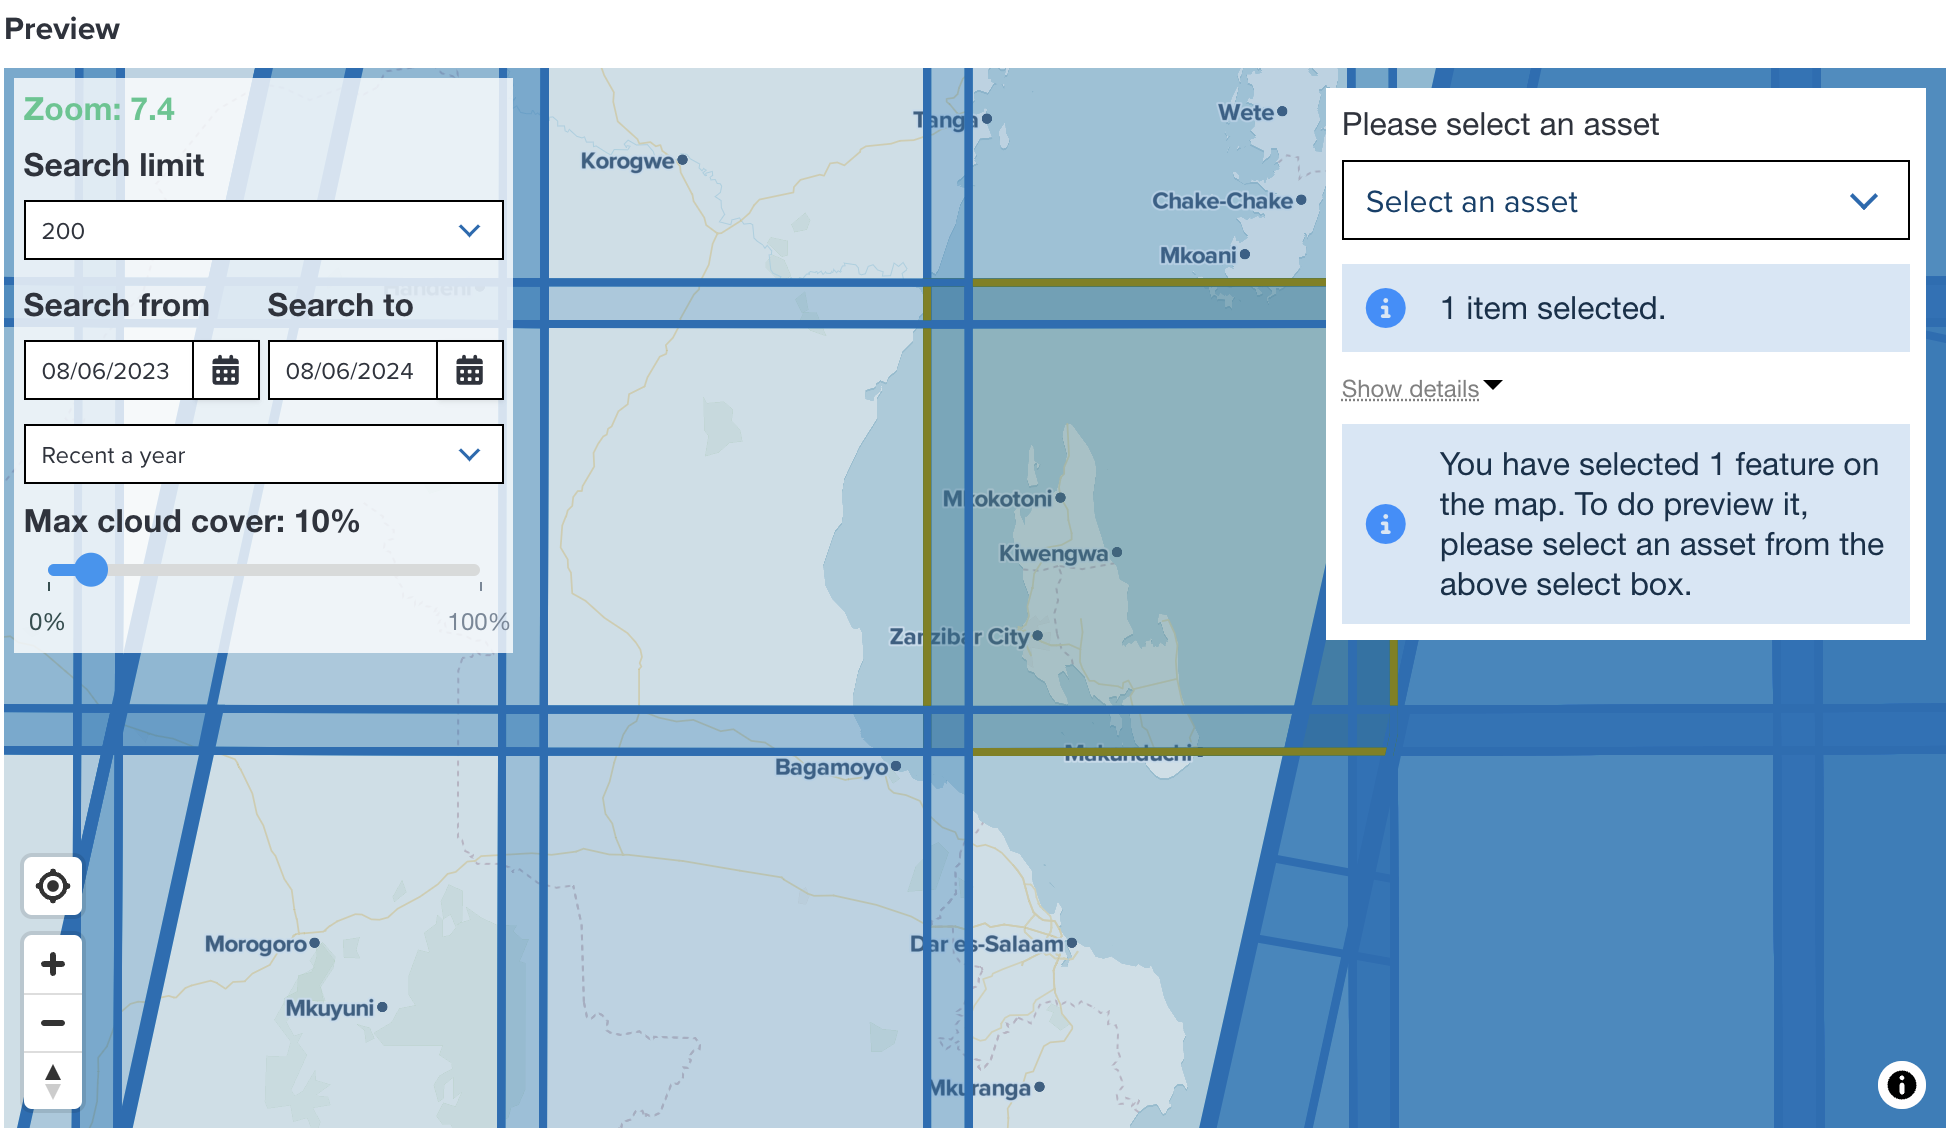 Preview
Zoom: 7.4
Search limit
200
Search from
Search to
08/06/2023
08/06/2024
Recent a year
Max cloud cover: 10%
0%
100%
Handeni
Korogwe
Tanga
Wete
Chake-Chake
Mkoani
Mkokotoni
Kiwengwa
Zanzibar City
Makunduchi
Bagamoyo
Morogoro
Dar es-Salaam
Mkuyuni
Mkuranga
Please select an asset
Select an asset
1 item selected.
Show details
You have selected 1 feature on
the map. To do preview it,
please select an asset from the
above select box.